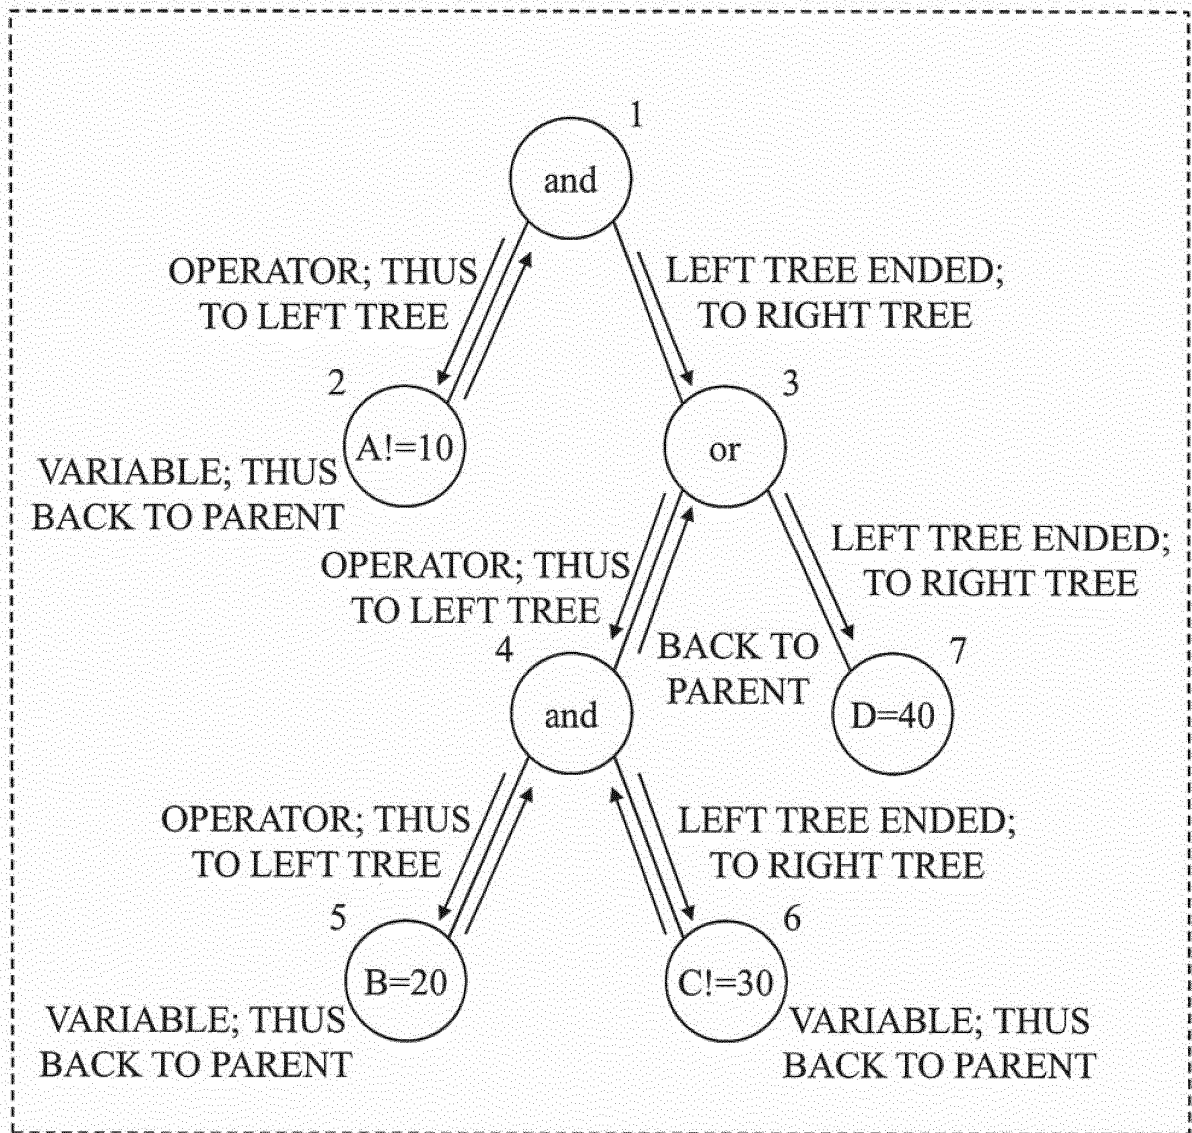 1
and
OPERATOR; THUS
TO LEFT TREE
LEFT TREE ENDED;
TO RIGHT TREE
2
A!=10
VARIABLE; THUS
BACK TO PARENT
3
or
OPERATOR; THUS
TO LEFT TREE
LEFT TREE ENDED;
TO RIGHT TREE
4
and
BACK TO
PARENT
7
D=40
OPERATOR; THUS
TO LEFT TREE
LEFT TREE ENDED;
TO RIGHT TREE
5
B=20
VARIABLE; THUS
BACK TO PARENT
6
C!=30
VARIABLE; THUS
BACK TO PARENT